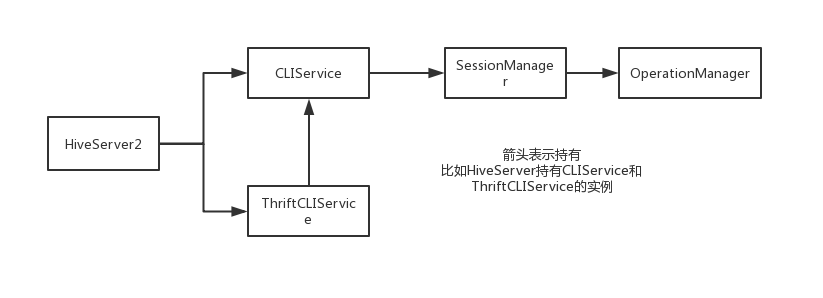 CLIService
SessionManage
r
OperationManager
HiveServer2
ThriftCLIServic
e
箭头表示持有
比如HiveServer持有CLIService和
ThriftCLIService的实例